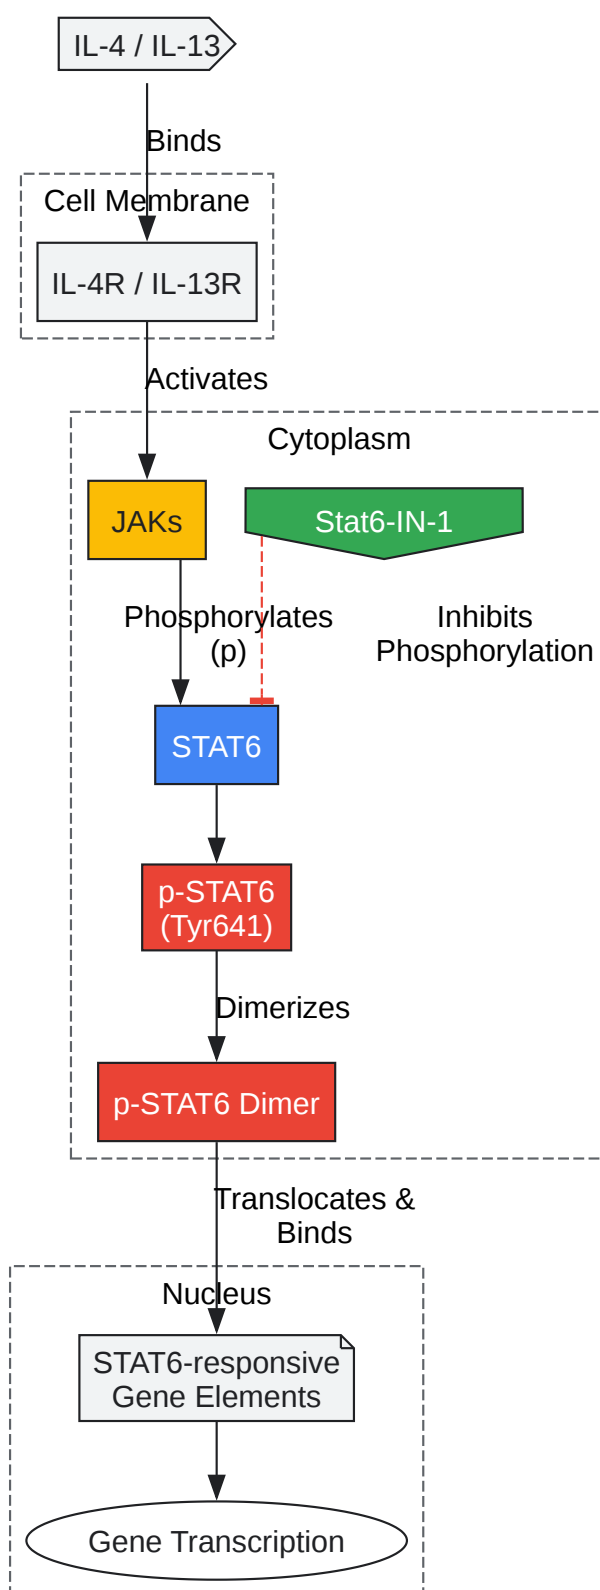 IL-4 / IL-13
Binds
Cell Membrane
IL-4R / IL-13R
Activates
Cytoplasm
JAKs
Stat6-IN-1
Phosphorylates
(p)
Inhibits
Phosphorylation
STAT6
p-STAT6
(Tyr641)
Dimerizes
p-STAT6 Dimer
Translocates &
Binds
Nucleus
STAT6-responsive
Gene Elements
Gene Transcription